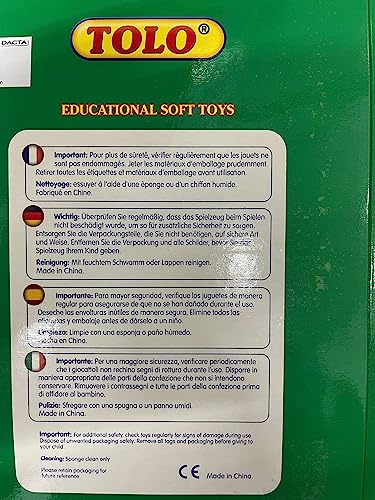 DACTA
TOLO®
EDUCATIONAL SOFT TOYS
Important: Pour plus de sûreté, vérifier régulièrement que les jouets ne
sont pas endommagés. Jeter les matériaux d'emballage prudemment.
Retirer toutes les étiquettes et matériaux d'emballage avant utilisation.
Nettoyage: essuyer à l'aide d'une éponge ou d'un chiffon humide.
Fabriqué en Chine.
Wichtig: Überprüfen Sie regelmäßig, dass das Spielzeug beim Spielen
nicht beschädigt wurde, um so für zusätzliche Sicherheit zu sorgen.
Entsorgen Sie die Verpackungsteile, die Sie nicht benötigen, auf sichere Art
und Weise. Entfernen Sie die Verpackung und alle Schilder, bevor Sie das
Spielzeug Ihrem Kind geben.
Reinigung: Mit feuchtem Schwamm oder Lappen reinigen.
Made in China.
Importante: Para mayor seguridad, verifique los juguetes de manera
regular para asegurarse de que no se han dañado durante el uso.
Deseche las envolturas inútiles de manera segura. Elimine todas las
etiquetas y embalaje antes de dárselo a un niño.
Limpieza: Limpie con una esponja o paño húmedo.
Hecho en China.
Importante: Per una maggiore sicurezza, verificare periodicamente
che i giocattoli non rechino segni di rottura durante l'uso. Disporre in
maniera appropriata delle parti della confezione che non si intendono
conservare. Rimuovere i contrassegni e tutte le parti della confezione prima
di affidare al bambino.
Pulizia: Sfregare con una spugna o un panno umido.
Made in China.
Important: For additional safety, check toys regularly for signs of damage during use.
Dispose of unwanted packaging safely. Remove all tags and packaging before giving to
your child.
Cleaning: Sponge clean only
Please retain packaging for
future reference.
CE
Made in China.